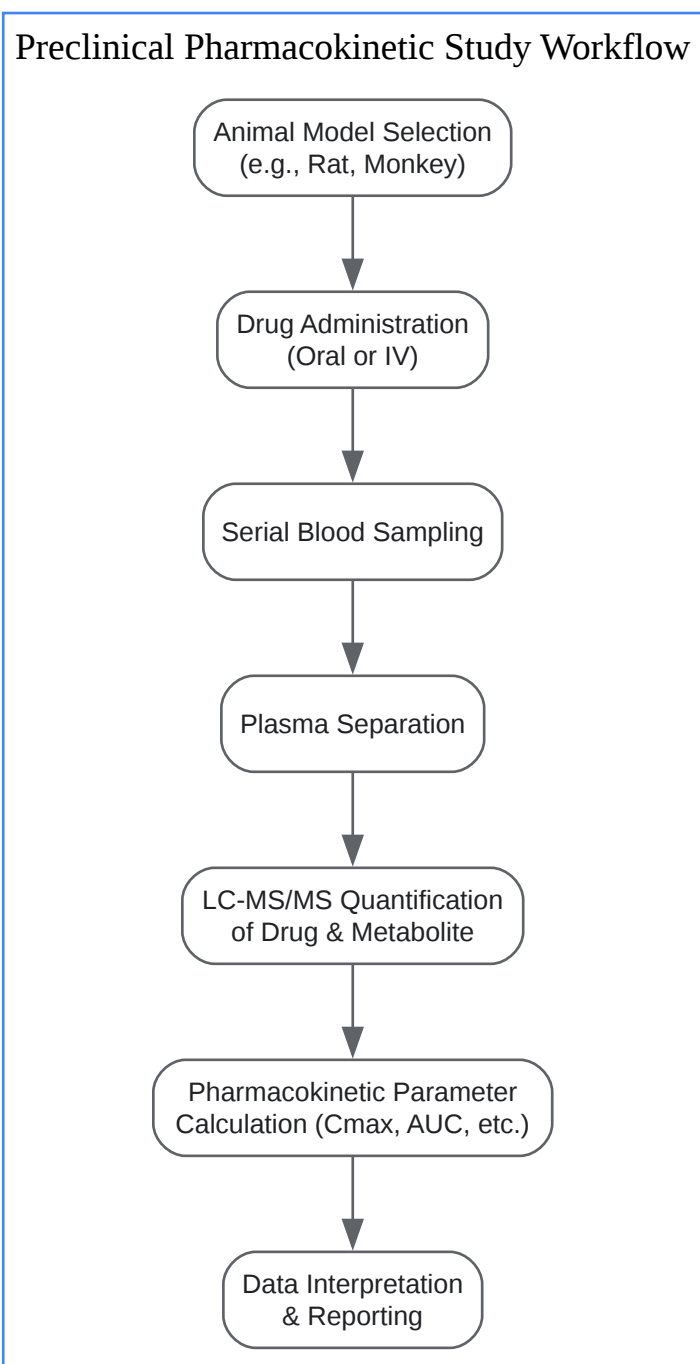 Preclinical Pharmacokinetic Study Workflow
Animal Model Selection
(e.g., Rat, Monkey)
Drug Administration
(Oral or IV)
Serial Blood Sampling
Plasma Separation
LC-MS/MS Quantification
of Drug & Metabolite
Pharmacokinetic Parameter
Calculation (Cmax, AUC, etc.)
Data Interpretation
& Reporting